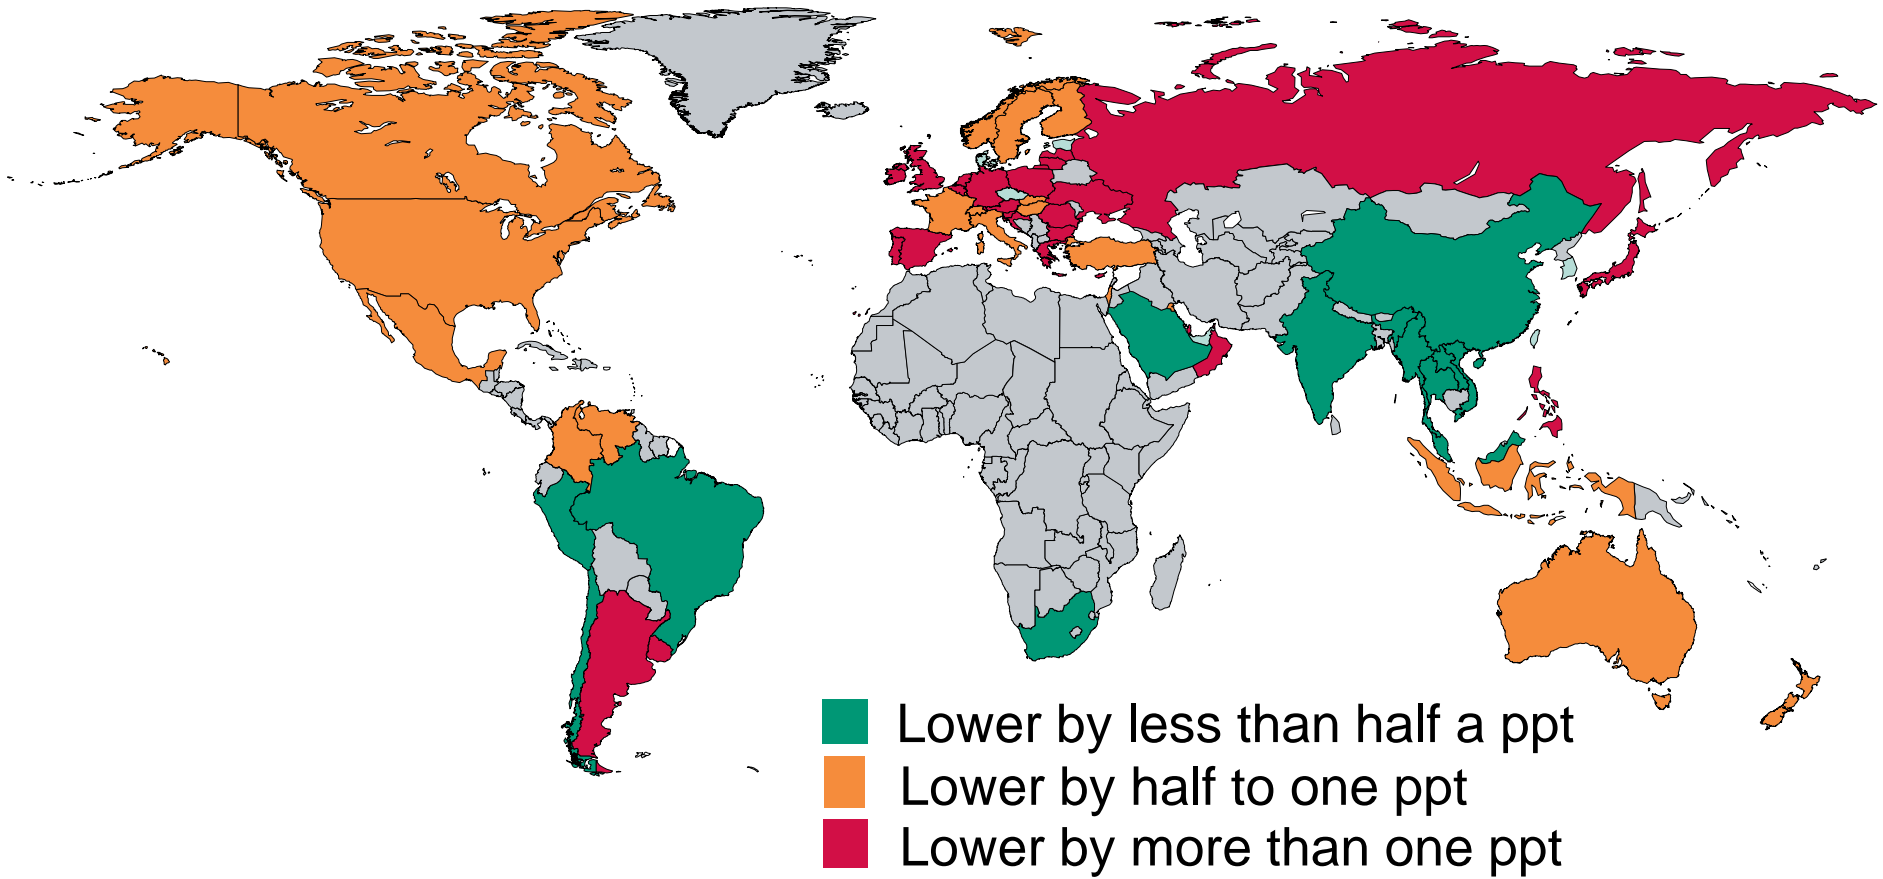 Lower by less than half a ppt
Lower by half to one ppt
Lower by more than one ppt